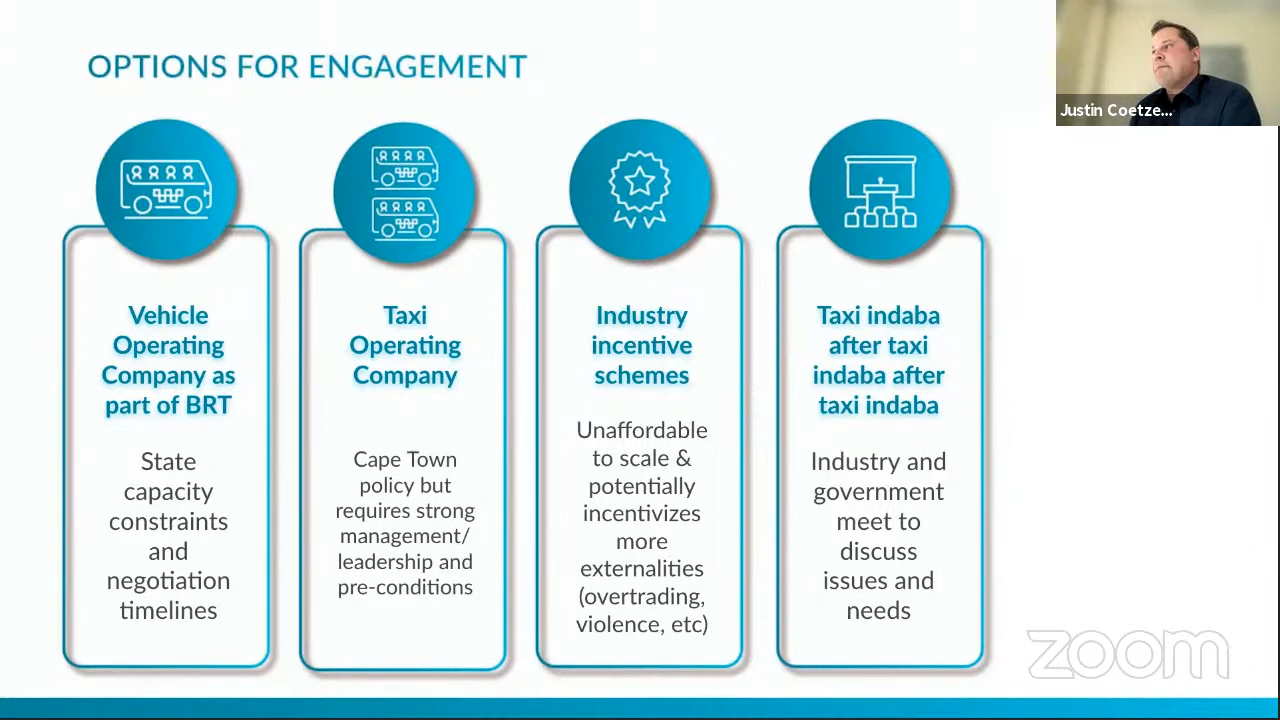 OPTIONS FOR ENGAGEMENT
Justin Coetze...
Vehicle
Operating
Company as
part of BRT
State
capacity
constraints
and
negotiation
timelines
Taxi
Operating
Company
Cape Town
policy but
requires strong
management/
leadership and
pre-conditions
Industry
incentive
schemes
Unaffordable
to scale &
potentially
incentivizes
more
externalities
(overtrading,
violence, etc)
Taxi indaba
after taxi
indaba after
taxi indaba
Industry and
government
meet to
discuss
issues and
needs
zoom